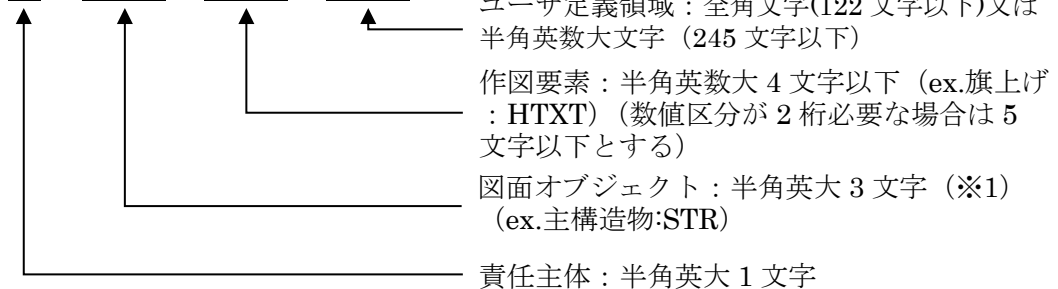 ユーザ定義領域：全角文字(122 文字以下)又は
半角英数大文字（245 文字以下）
作図要素：半角英数大 4 文字以下（ex.旗上げ
：HTXT）（数値区分が 2 桁必要な場合は 5
文字以下とする）
図面オブジェクト：半角英大 3 文字（※1）
（ex.主構造物:STR）
責任主体：半角英大 1 文字